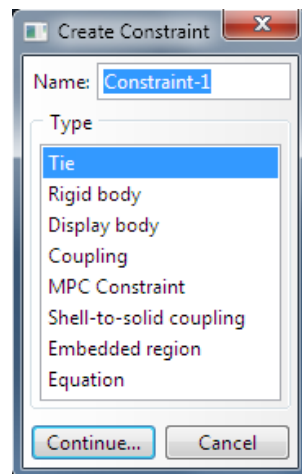 Create Constraint
Name: Constraint-1
Type
Tie
Rigid body
Display body
Coupling
MPC Constraint
Shell-to-solid coupling
Embedded region
Equation
Continue... Cancel